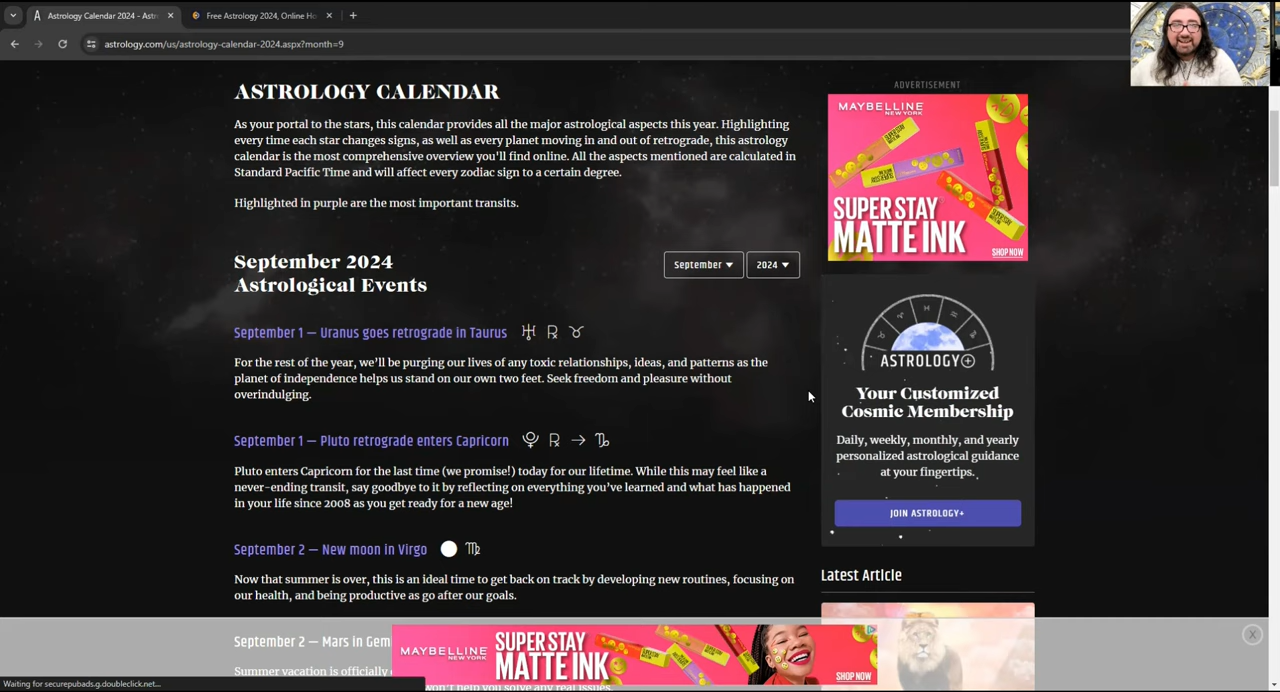 Astrology Calendar 2024 - Astr
Free Astrology 2024, Online Ho
astrology.com/us/astrology-calendar-2024.aspx?month=9
ASTROLOGY CALENDAR
As your portal to the stars, this calendar provides all the major astrological aspects this year. Highlighting
every time each star changes signs, as well as every planet moving in and out of retrograde, this astrology
calendar is the most comprehensive overview you'll find online. All the aspects mentioned are calculated in
Standard Pacific Time and will affect every zodiac sign to a certain degree.
Highlighted in purple are the most important transits.
September 2024
Astrological Events
September
2024
September 1 — Uranus goes retrograde in Taurus
For the rest of the year, we'll be purging our lives of any toxic relationships, ideas, and patterns as the
planet of independence helps us stand on our own two feet. Seek freedom and pleasure without
overindulging.
September 1 — Pluto retrograde enters Capricorn
Pluto enters Capricorn for the last time (we promise!) today for our lifetime. While this may feel like a
never-ending transit, say goodbye to it by reflecting on everything you've learned and what has happened
in your life since 2008 as you get ready for a new age!
September 2 — New moon in Virgo
Now that summer is over, this is an ideal time to get back on track by developing new routines, focusing on
our health, and being productive as go after our goals.
September 2 — Mars in Gem
Summer vacation is officially
won't help you solve any real issues.
ADVERTISEMENT
MAYBELLINE
NEW YORK
SUPER STAY
MATTE INK
SHOP NOW
ASTROLOGY+
Your Customized
Cosmic Membership
Daily, weekly, monthly, and yearly
personalized astrological guidance
at your fingertips.
JOIN ASTROLOGY+
Latest Article
MAYBELLINE
NEW YORK
SUPER STAY
MATTE INK
SHOP NOW
X
Waiting for securepubads.g.doubleclick.net...